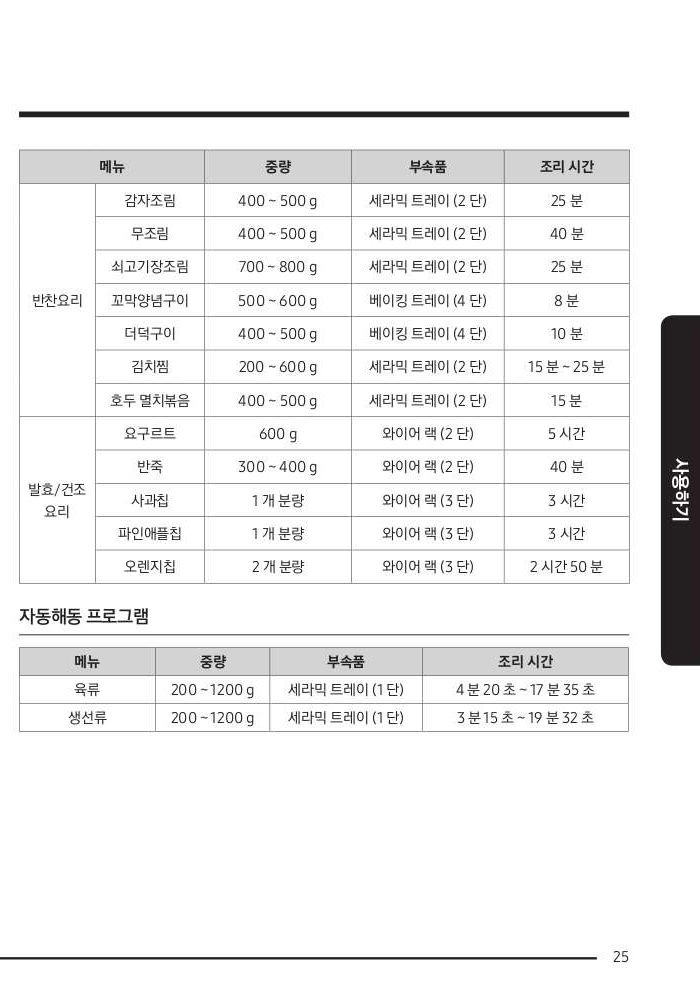 메뉴 중량 부속품 조리 시간
반찬요리
감자조림 400 ~ 500 g 세라믹 트레이 (2 단) 25 분
무조림 400 ~ 500 g 세라믹 트레이 (2 단) 40 분
쇠고기장조림 700 ~ 800 g 세라믹 트레이 (2 단) 25 분
꼬막양념구이 500 ~ 600 g 베이킹 트레이 (4 단) 8 분
더덕구이 400 ~ 500 g 베이킹 트레이 (4 단) 10 분
김치찜 200 ~ 600 g 세라믹 트레이 (2 단) 15 분 ~ 25 분
호두 멸치볶음 400 ~ 500 g 세라믹 트레이 (2 단) 15 분
발효/건조
요리
요구르트 600 g 와이어 랙 (2 단) 5 시간
반죽 300 ~ 400 g 와이어 랙 (2 단) 40 분
사과칩 1 개 분량 와이어 랙 (3 단) 3 시간
파인애플칩 1 개 분량 와이어 랙 (3 단) 3 시간
오렌지칩 2 개 분량 와이어 랙 (3 단) 2 시간 50 분
자동해동 프로그램
메뉴 중량 부속품 조리 시간
육류 200 ~ 1200 g 세라믹 트레이 (1 단) 4 분 20 초 ~ 17 분 35 초
생선류 200 ~ 1200 g 세라믹 트레이 (1 단) 3 분 15 초 ~ 19 분 32 초
사용하기
25